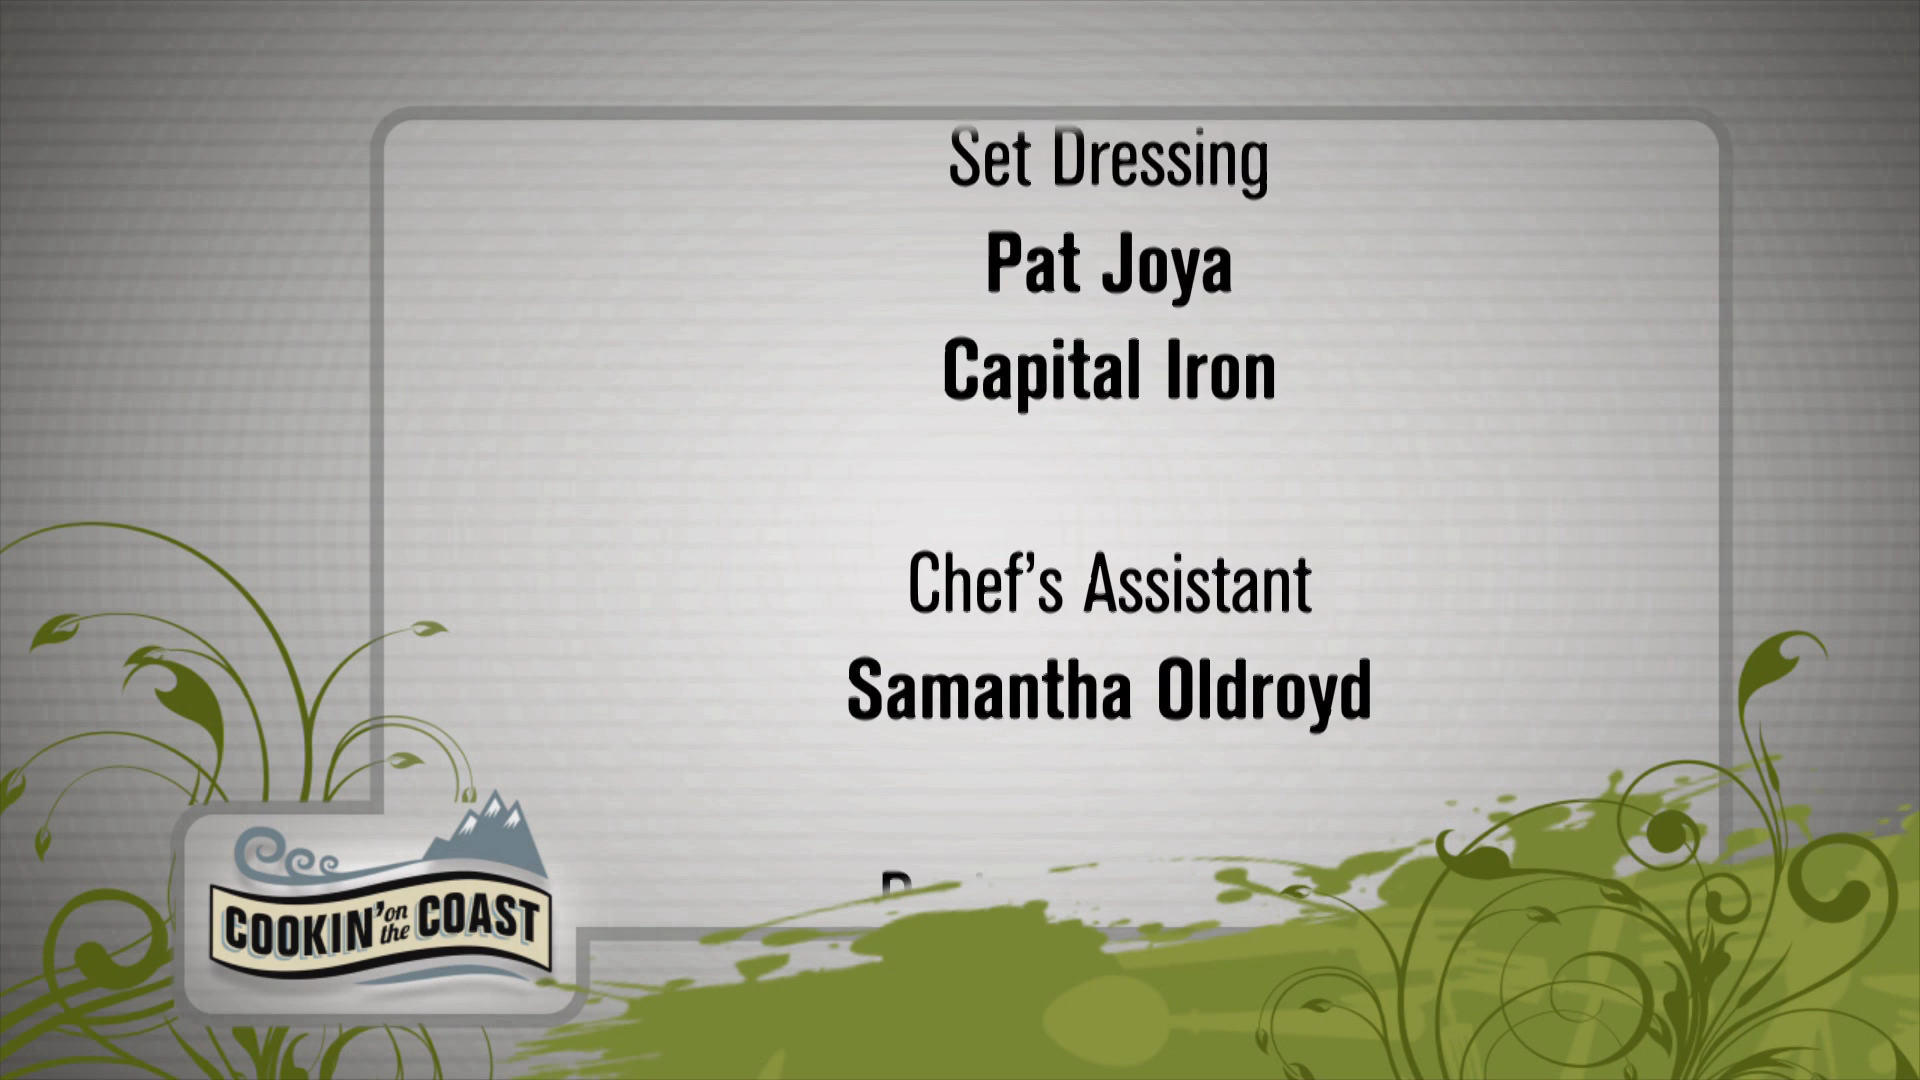 Set Dressing
Pat Joya
Capital Iron
Chef’s Assistant
Samantha Oldroyd
COOKIN’ on the COAST